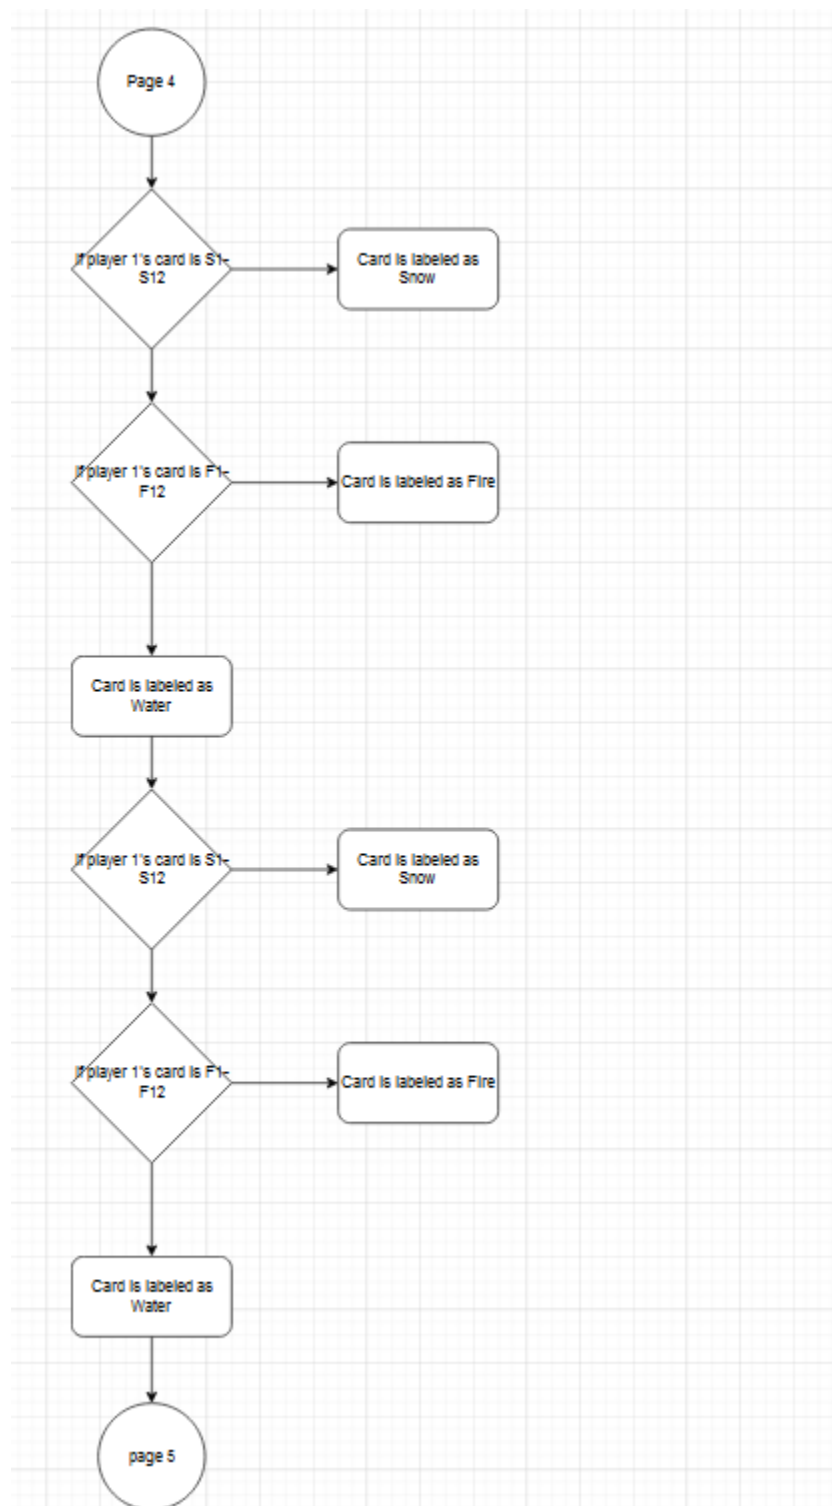 Page 4
If player 1's card is S1-
S12
Card is labeled as
Snow
If player 1's card is F1-
F12
Card is labeled as Fire
Card is labeled as
Water
If player 1's card is S1-
S12
Card is labeled as
Snow
If player 1's card is F1-
F12
Card is labeled as Fire
Card is labeled as
Water
page 5